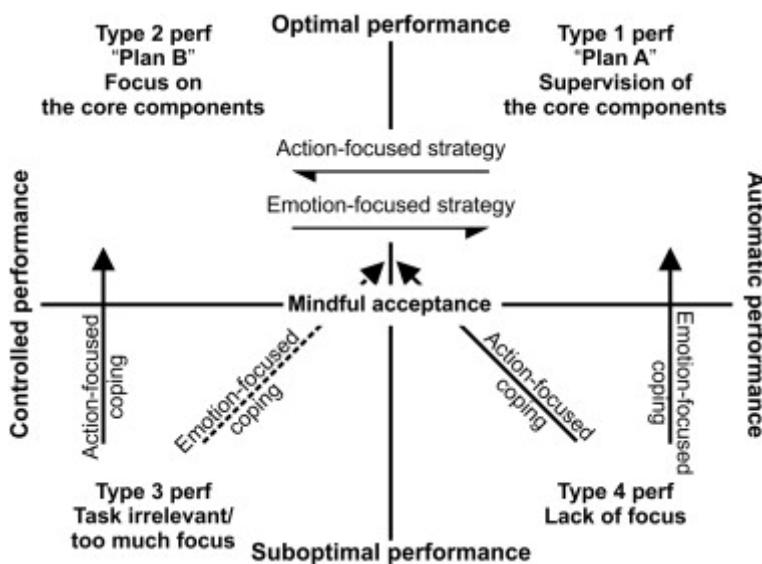 Type 2 perf
"Plan B"
Focus on
the core components
Optimal performance
Type 1 perf
"Plan A"
Supervision of
the core components
Action-focused strategy
Emotion-focused strategy
Controlled performance
Automatic performance
Mindful acceptance
Action-focused
coping
Emotion-focused
coping
Action-focused
coping
Emotion-focused
coping
Type 3 perf
Task irrelevant/
too much focus
Type 4 perf
Lack of focus
Suboptimal performance